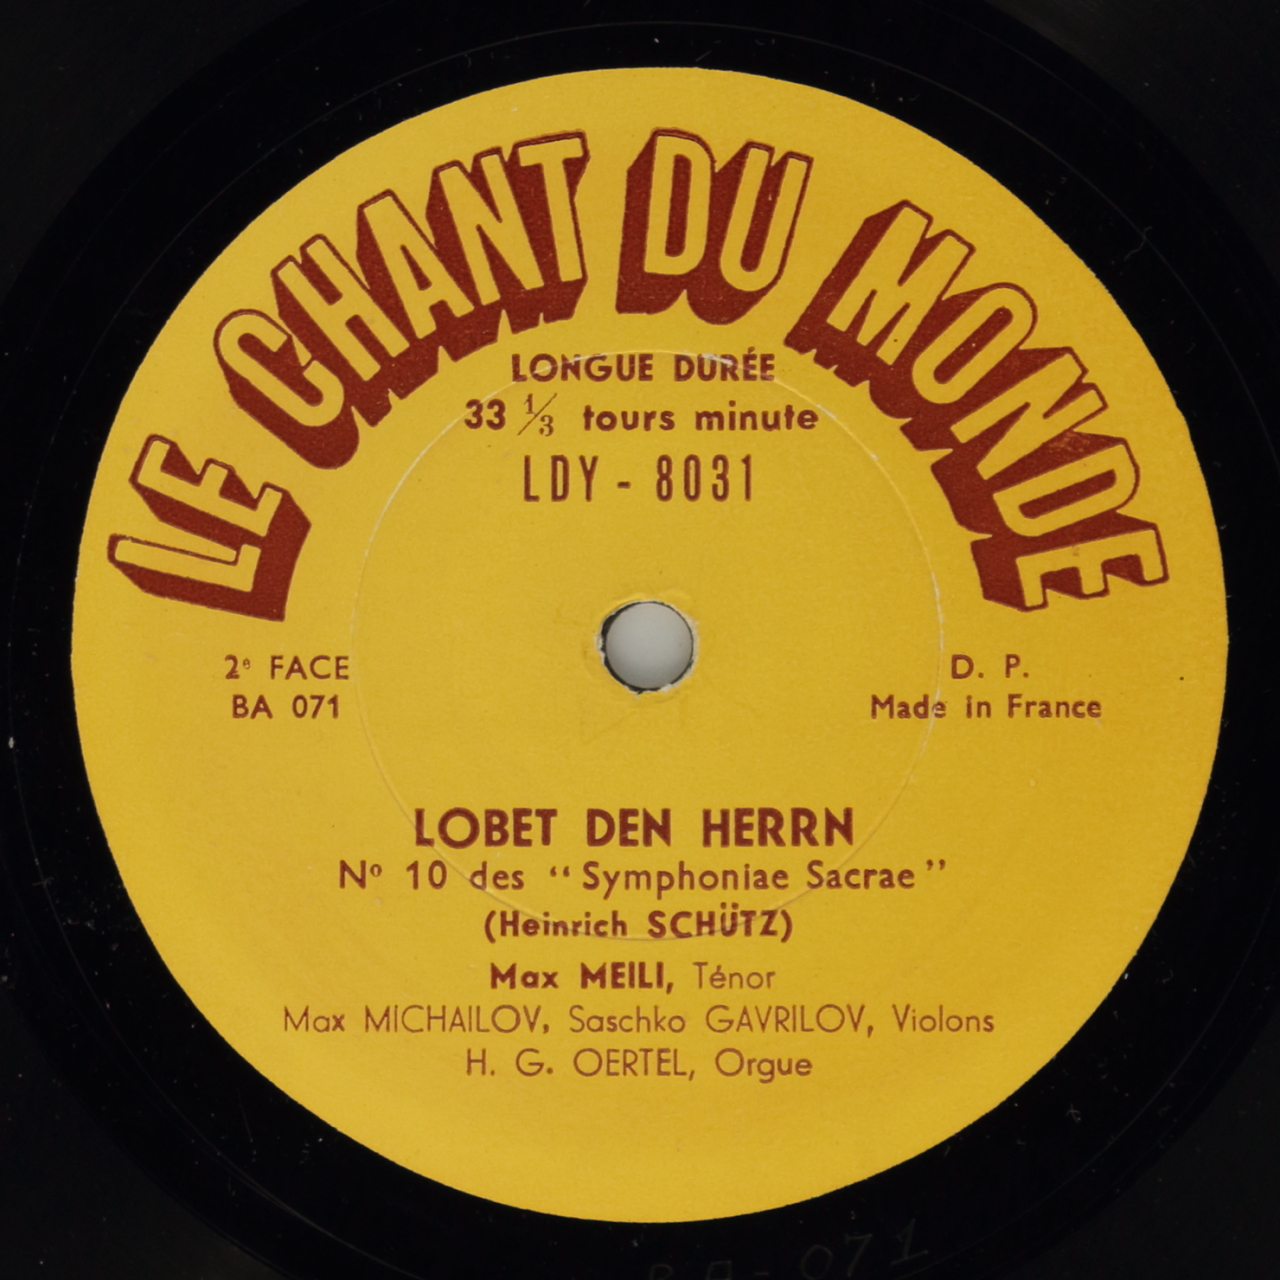 LE CHANT DU MONDE
LONGUE DURÉE
33 1/3 tours minute
LDY - 8031
2e FACE
BA 071
D. P.
Made in France
LOBET DEN HERRN
No 10 des “Symphoniae Sacrae”
(Heinrich SCHÜTZ)
Max MEILI, Ténor
Max MICHAILOV, Saschko GAVRILOV, Violons
H. G. OERTEL, Orgue
BA-071